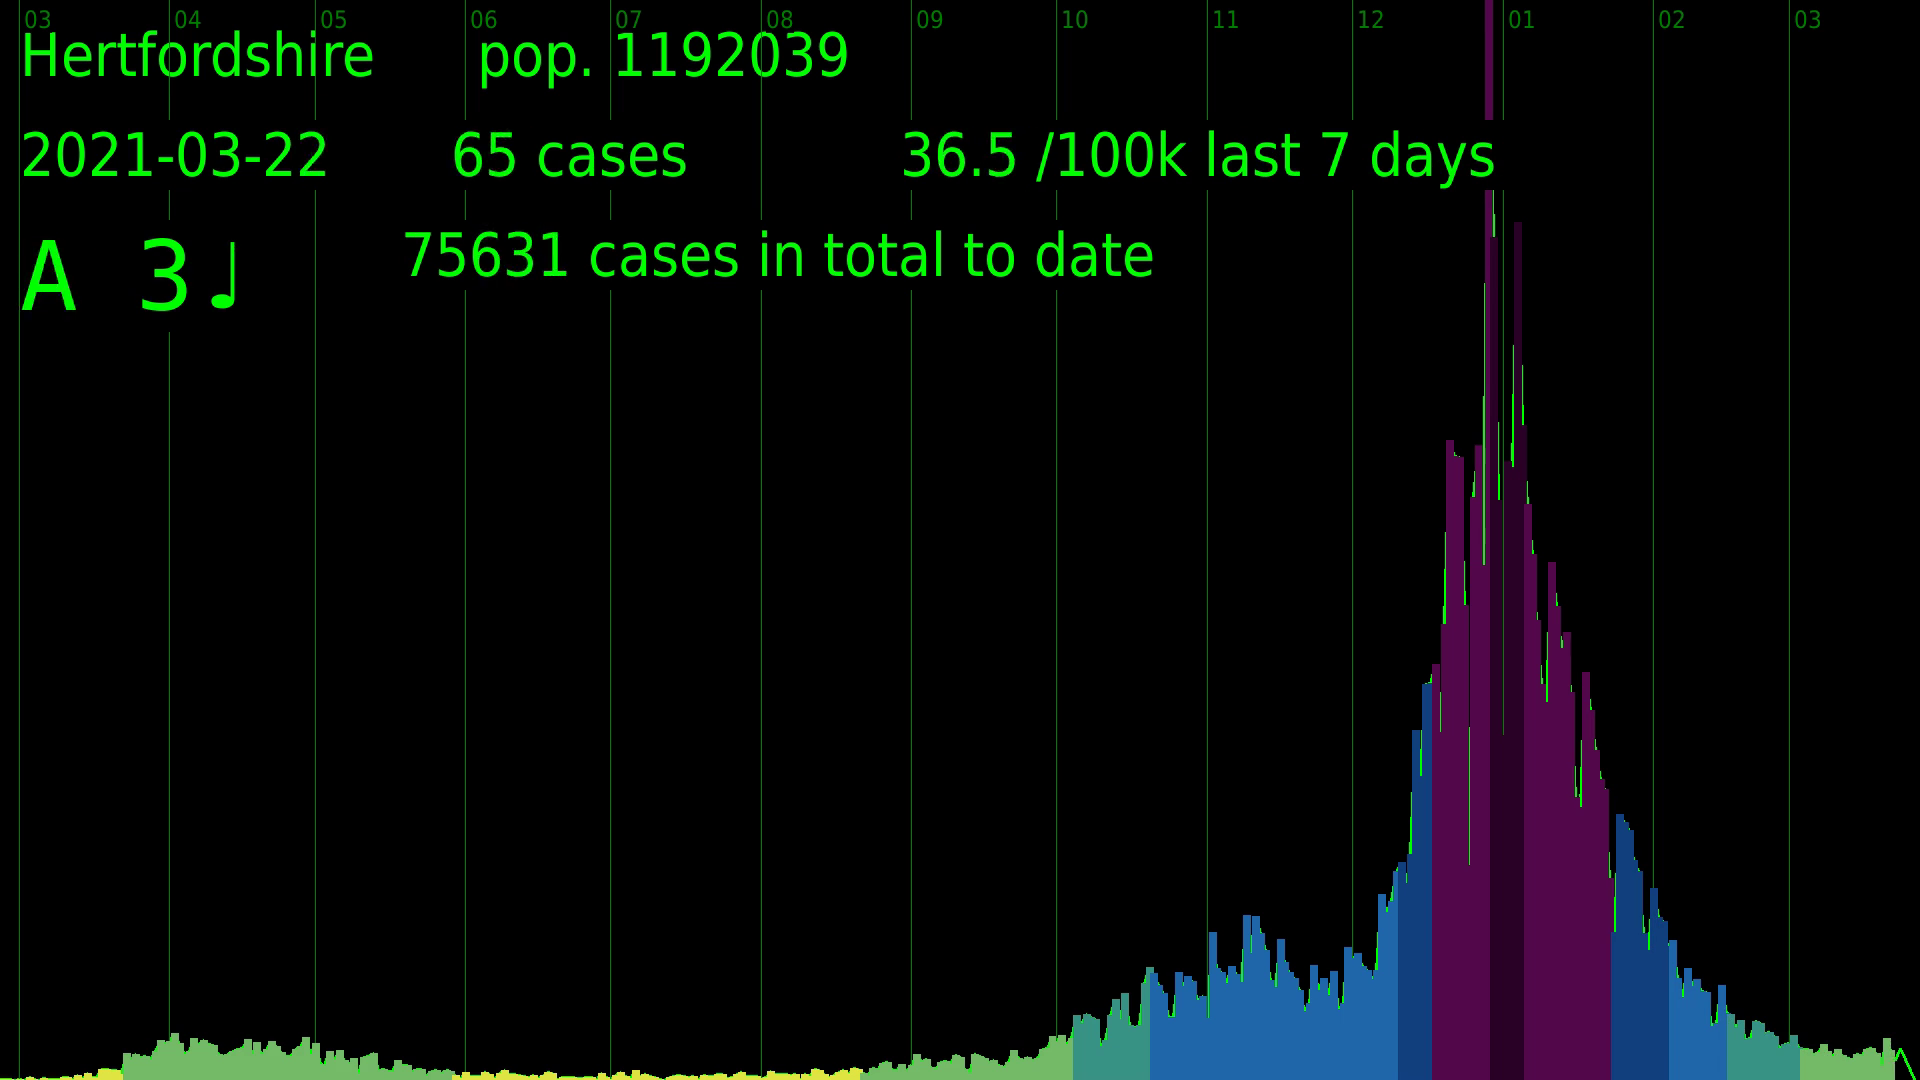 03 04 05 06 07 08 09 10 11 12 01 02 03
Hertfordshire pop. 1192039
2021-03-22 65 cases 36.5 /100k last 7 days
A 3♩ 75631 cases in total to date